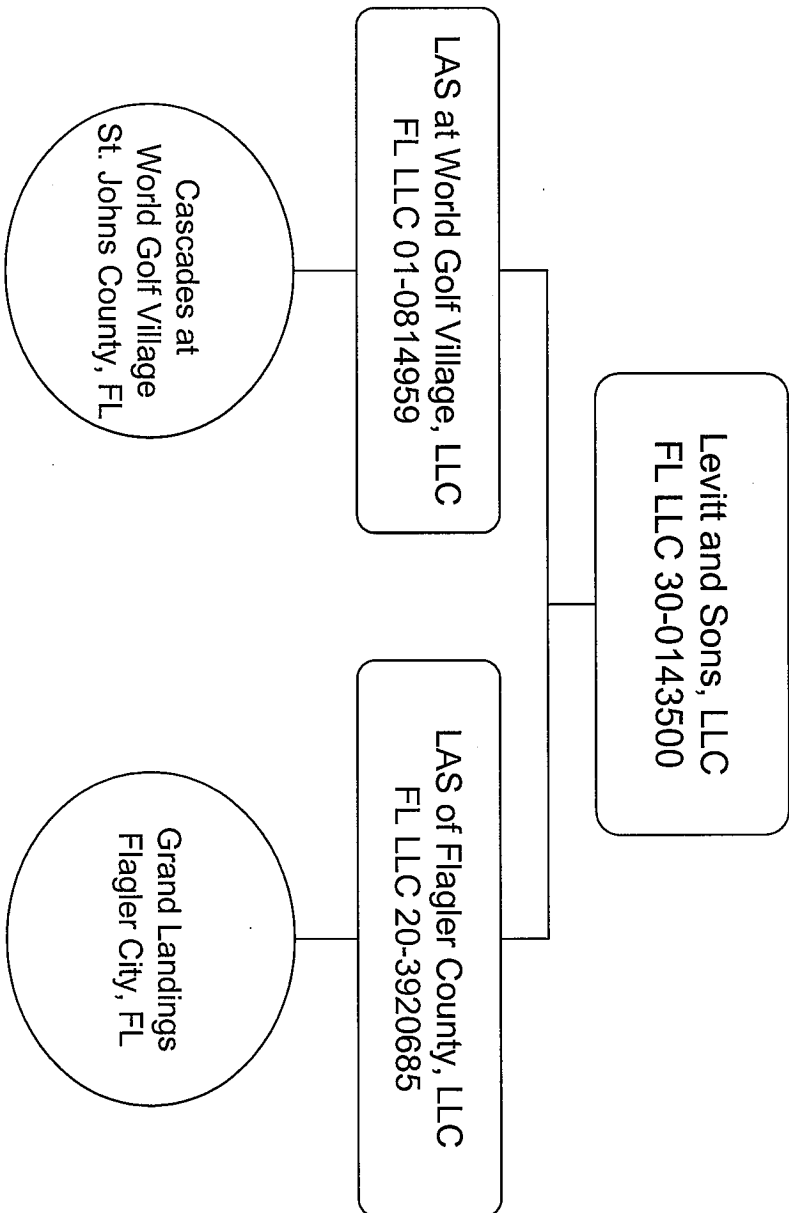 Levitt and Sons, LLC
FL LLC 30-0143500
LAS at World Golf Village, LLC
FL LLC 01-0814959
LAS of Flagler County, LLC
FL LLC 20-3920685
Cascades at
World Golf Village
St. Johns County, FL
Grand Landings
Flagler City, FL